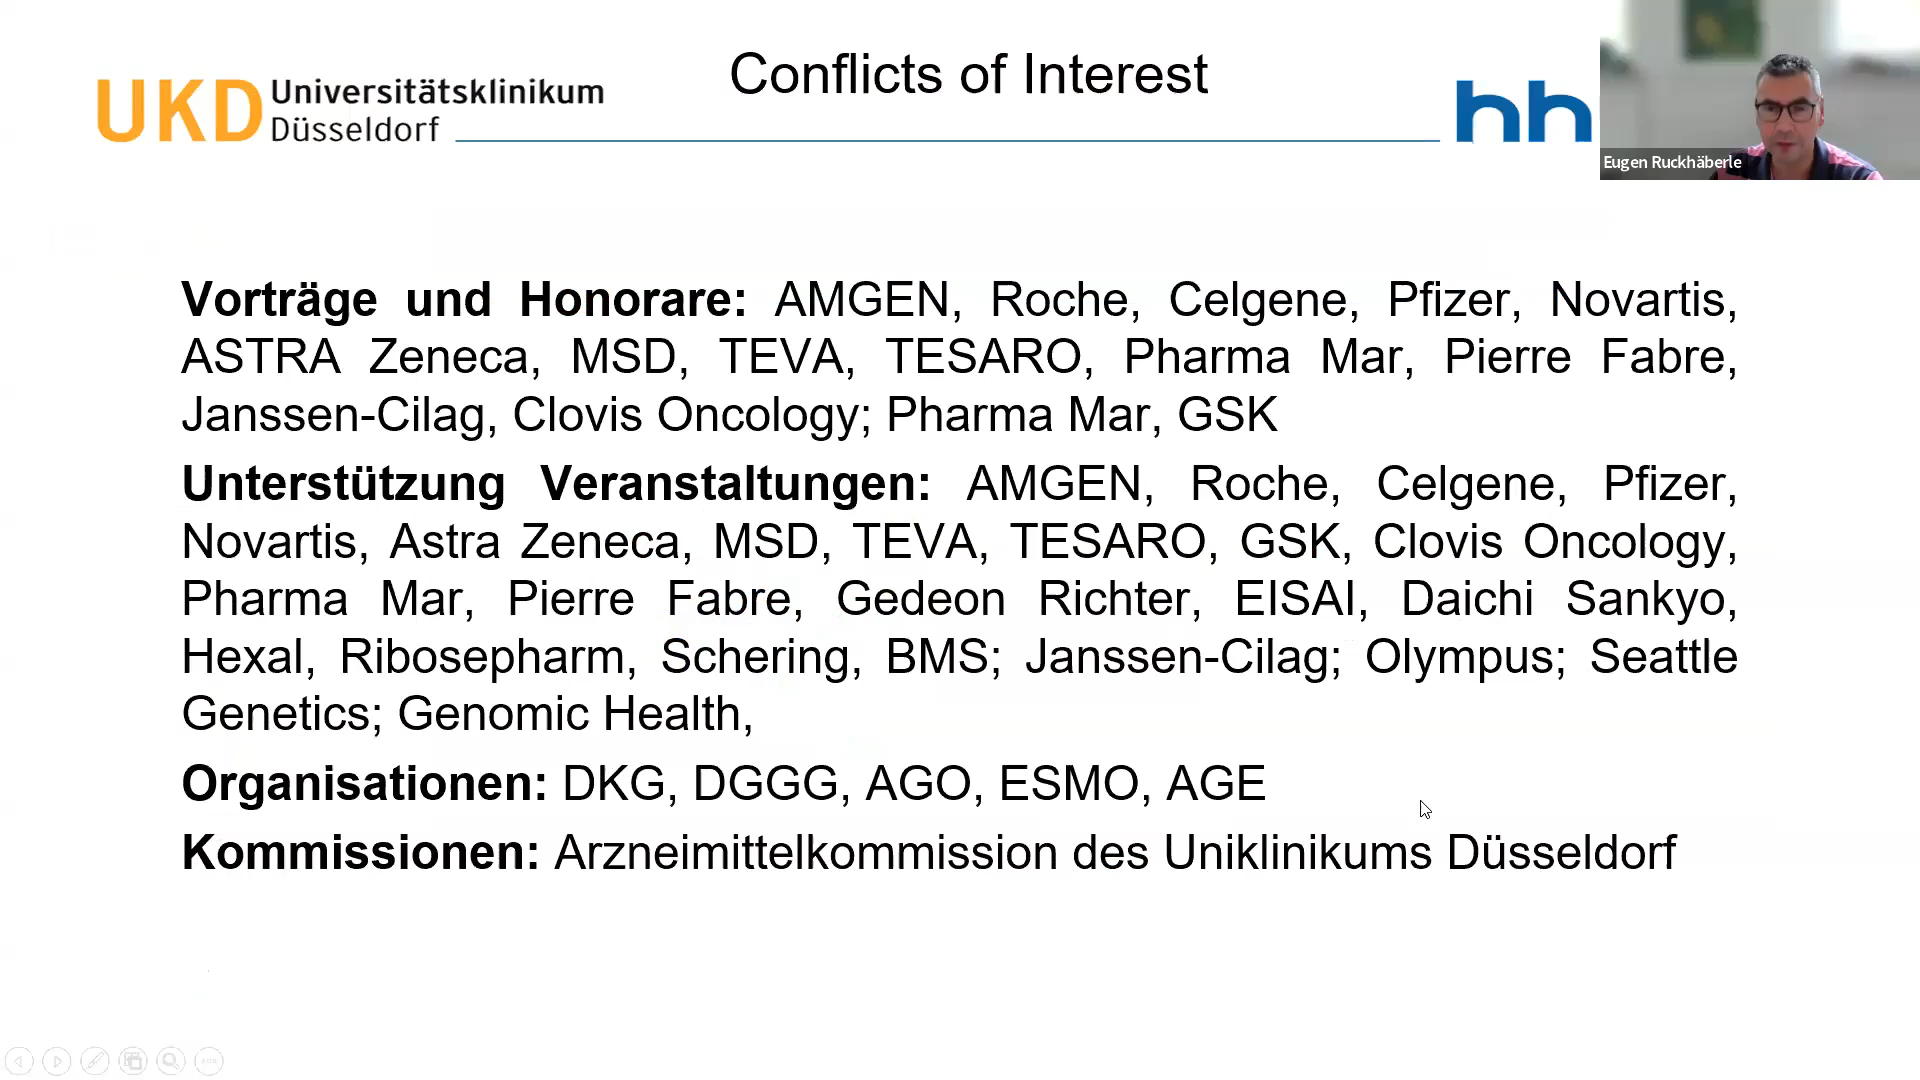 Conflicts of Interest
UKD Universitätsklinikum
Düsseldorf
hh
Eugen Ruckhäberle
Vorträge und Honorare: AMGEN, Roche, Celgene, Pfizer, Novartis,
ASTRA Zeneca, MSD, TEVA, TESARO, Pharma Mar, Pierre Fabre,
Janssen-Cilag, Clovis Oncology; Pharma Mar, GSK
Unterstützung Veranstaltungen: AMGEN, Roche, Celgene, Pfizer,
Novartis, Astra Zeneca, MSD, TEVA, TESARO, GSK, Clovis Oncology,
Pharma Mar, Pierre Fabre, Gedeon Richter, EISAI, Daichi Sankyo,
Hexal, Ribosepharm, Schering, BMS; Janssen-Cilag; Olympus; Seattle
Genetics; Genomic Health,
Organisationen: DKG, DGGG, AGO, ESMO, AGE
Kommissionen: Arzneimittelkommission des Uniklinikums Düsseldorf